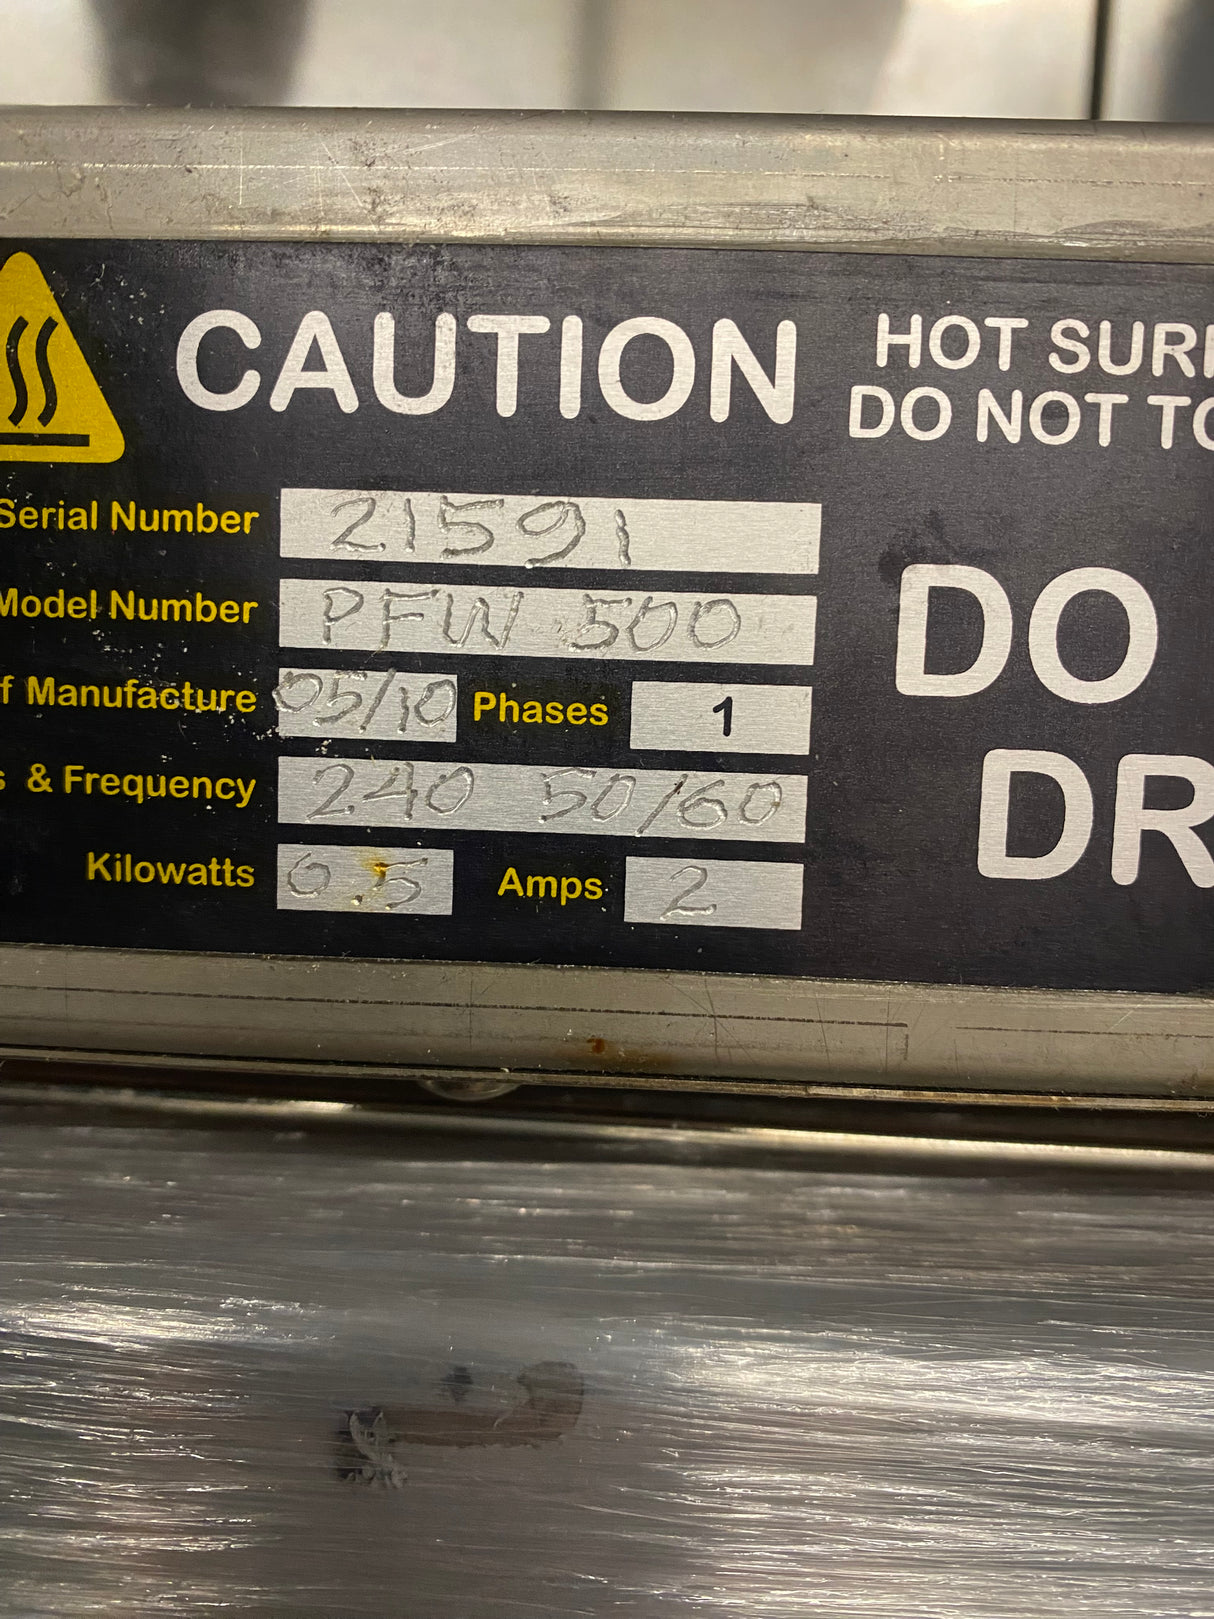 CAUTION HOT SUR
DO NOT TO
Serial Number 21591
Model Number PFW 500
f Manufacture 05/10 Phases 1
s & Frequency 240 50/60
Kilowatts 0.5 Amps 2
DO
DR